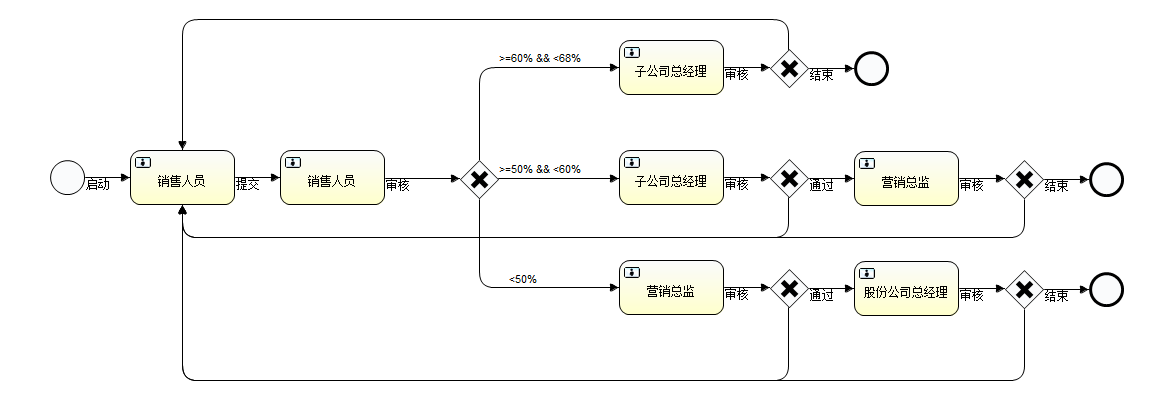 >=60% && <68%
子公司总经理
审核
结束
启动
销售人员
提交
销售人员
审核
>=50% && <60%
子公司总经理
审核
通过
营销总监
审核
结束
<50%
营销总监
审核
通过
股份公司总经理
审核
结束